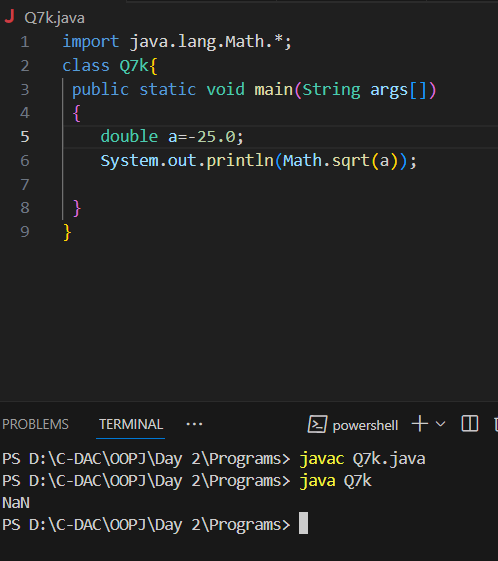 J Q7k.java
1 import java.lang.Math.*;
2 class Q7k{
3 public static void main(String args[])
4 {
5 double a=-25.0;
6 System.out.println(Math.sqrt(a));
7
8 }
9 }
PROBLEMS TERMINAL ··· powershell
PS D:\C-DAC\OOPJ\Day 2\Programs> javac Q7k.java
PS D:\C-DAC\OOPJ\Day 2\Programs> java Q7k
NaN
PS D:\C-DAC\OOPJ\Day 2\Programs>